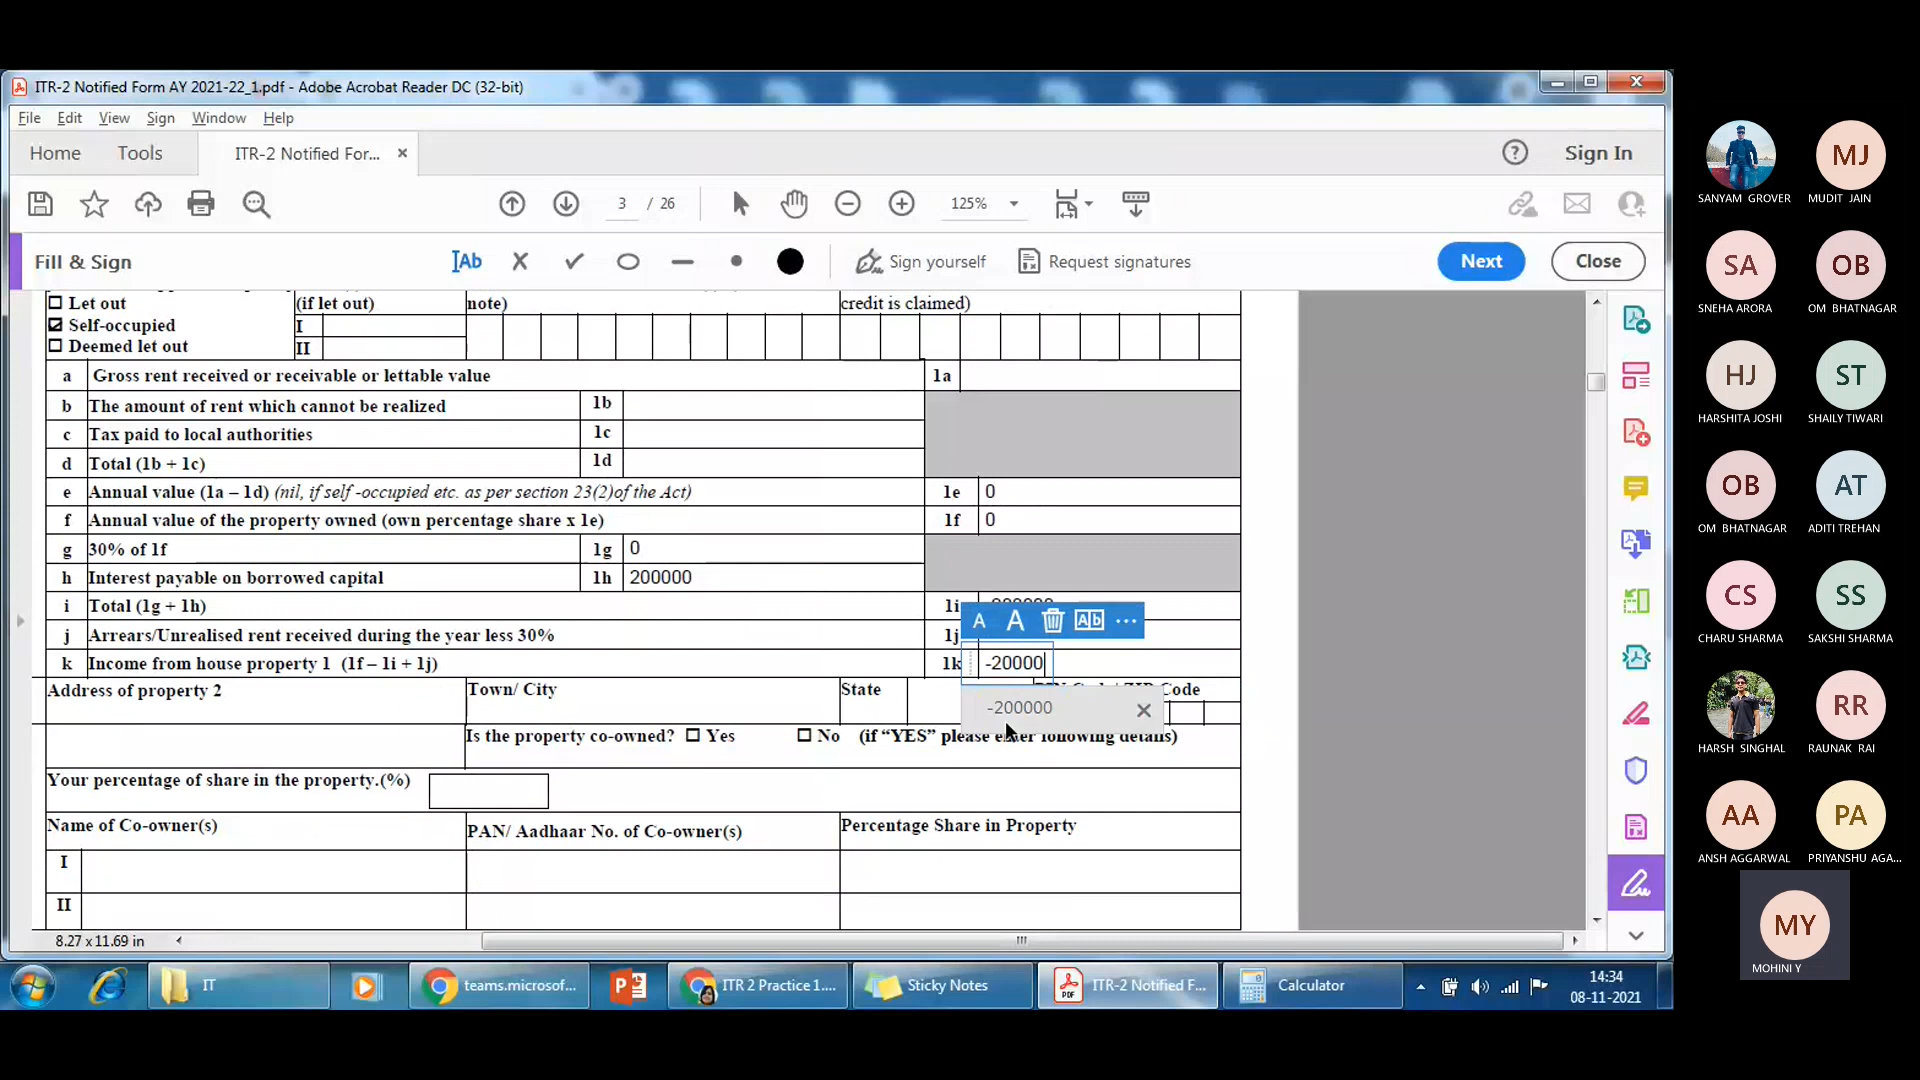 ITR-2 Notified Form AY 2021-22_1.pdf - Adobe Acrobat Reader DC (32-bit)
File Edit View Sign Window Help
Home Tools ITR-2 Notified For... Sign In
3 / 26 125%
Fill & Sign Ab Sign yourself Request signatures Next Close
Let out (if let out) note) credit is claimed)
Self-occupied I
Deemed let out II
a Gross rent received or receivable or lettable value 1a
b The amount of rent which cannot be realized 1b
c Tax paid to local authorities 1c
d Total (1b + 1c) 1d
e Annual value (1a – 1d) (nil, if self -occupied etc. as per section 23(2)of the Act) 1e 0
f Annual value of the property owned (own percentage share x 1e) 1f 0
g 30% of 1f 1g 0
h Interest payable on borrowed capital 1h 200000
i Total (1g + 1h) 1i
A A Ab ...
j Arrears/Unrealised rent received during the year less 30% 1j
k Income from house property 1 (1f – 1i + 1j) 1k -20000
Address of property 2 Town/ City State Code
-200000
Is the property co-owned? Yes No (if “YES” please enter following details)
Your percentage of share in the property.(%)
Name of Co-owner(s) PAN/ Aadhaar No. of Co-owner(s) Percentage Share in Property
I
II
8.27 x 11.69 in
IT teams.microsof... ITR 2 Practice 1.... Sticky Notes ITR-2 Notified F... Calculator
14:34
08-11-2021
SANYAM GROVER
MJ
MUDIT JAIN
SA
SNEHA ARORA
OB
OM BHATNAGAR
HJ
HARSHITA JOSHI
ST
SHAILY TIWARI
OB
OM BHATNAGAR
AT
ADITI TREHAN
CS
CHARU SHARMA
SS
SAKSHI SHARMA
HARSH SINGHAL
RR
RAUNAK RAI
AA
ANSH AGGARWAL
PA
PRIYANSHU AGA...
MY
MOHINI Y